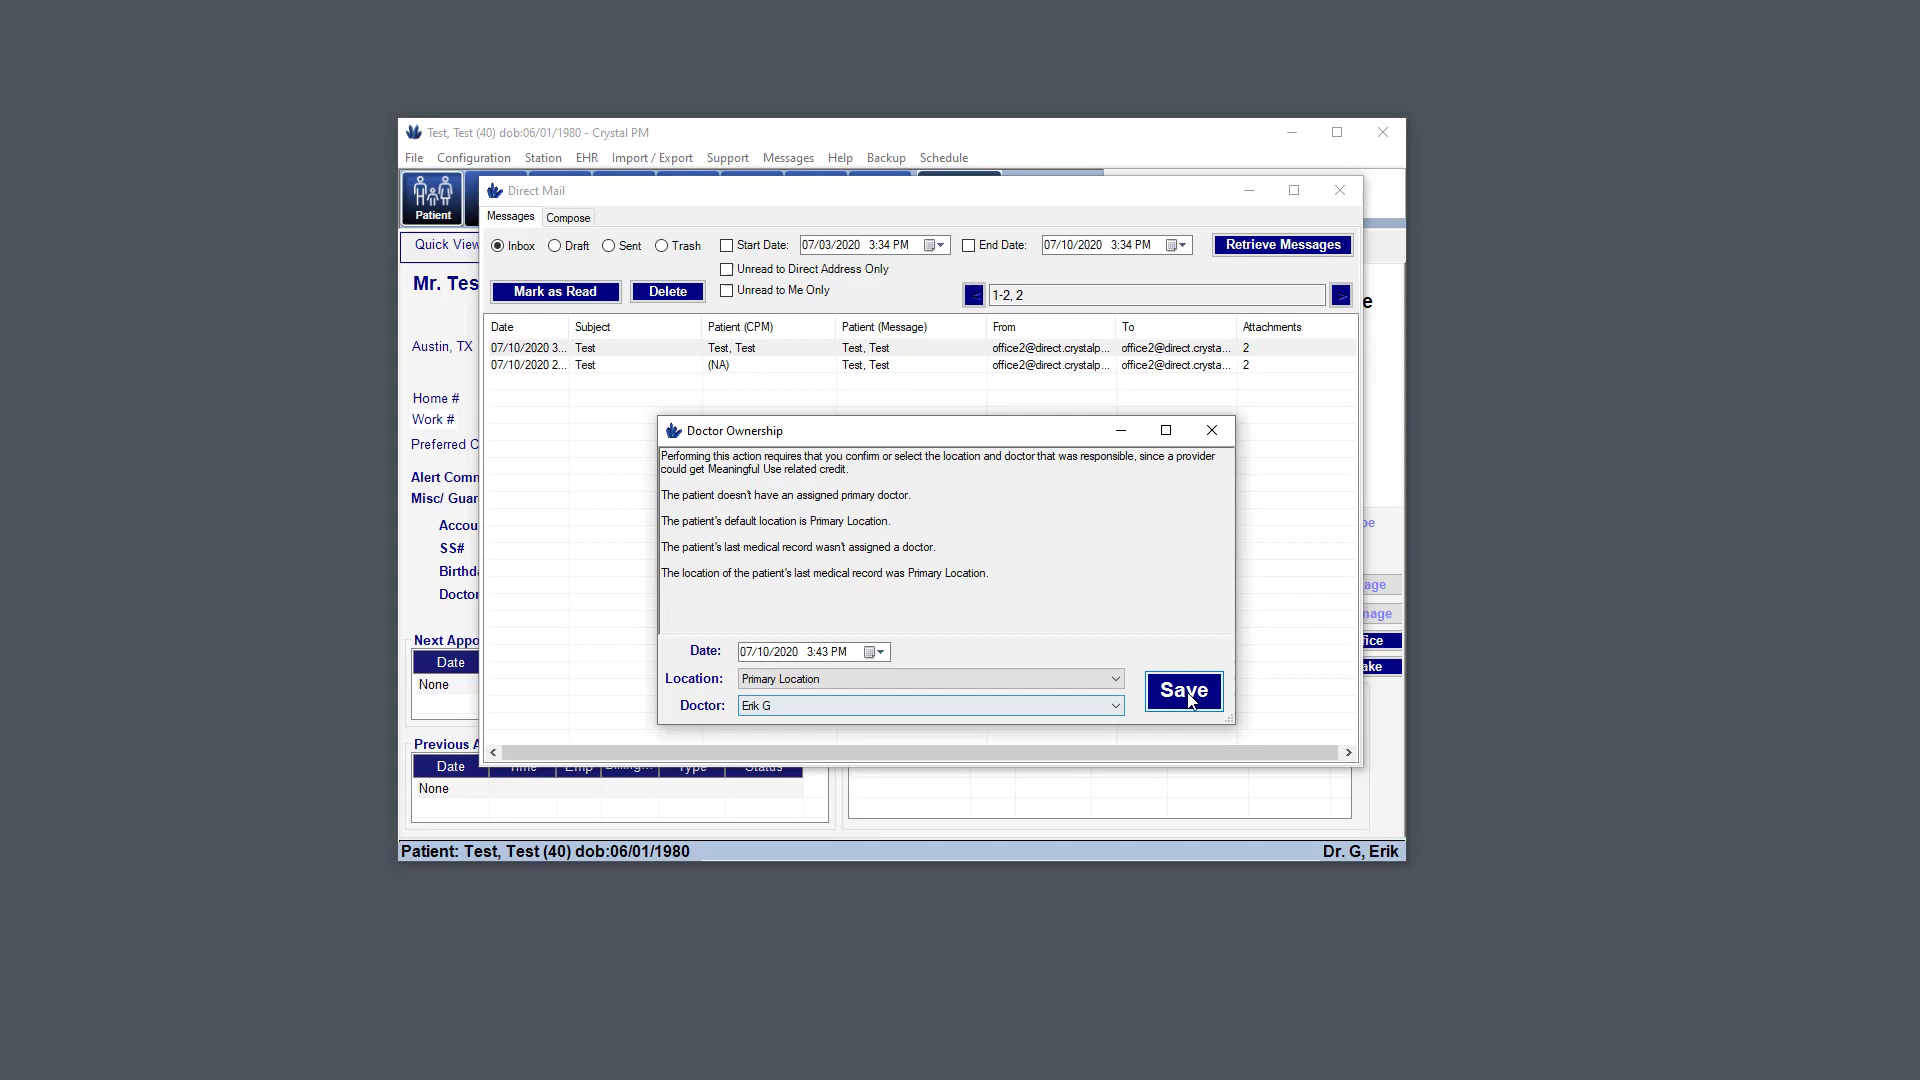 Test, Test (40) dob:06/01/1980 - Crystal PM
File Configuration Station EHR Import / Export Support Messages Help Backup Schedule
Patient
Direct Mail
Messages Compose
Quick View
Inbox Draft Sent Trash Start Date: 07/03/2020 3:34 PM End Date: 07/10/2020 3:34 PM Retrieve Messages
Unread to Direct Address Only
Mr. Tes
Mark as Read Delete Unread to Me Only < 1-2, 2 > e
Date Subject Patient (CPM) Patient (Message) From To Attachments
Austin, TX 07/10/2020 3... Test Test, Test Test, Test office2@direct.crystalp... office2@direct.crysta... 2
07/10/2020 2... Test (NA) Test, Test office2@direct.crystalp... office2@direct.crysta... 2
Home #
Work #
Preferred C
Alert Comm
Misc/ Guar
Accou
SS#
Birthda
Doctor
Doctor Ownership
Performing this action requires that you confirm or select the location and doctor that was responsible, since a provider
could get Meaningful Use related credit.
The patient doesn't have an assigned primary doctor.
The patient's default location is Primary Location.
The patient's last medical record wasn't assigned a doctor.
The location of the patient's last medical record was Primary Location.
Date: 07/10/2020 3:43 PM
Location: Primary Location
Doctor: Erik G
Save
age
nage
fice
ake
Next Appo
Date
None
Previous A
Date Time Emp Billing... Type Status
None
Patient: Test, Test (40) dob:06/01/1980 Dr. G, Erik